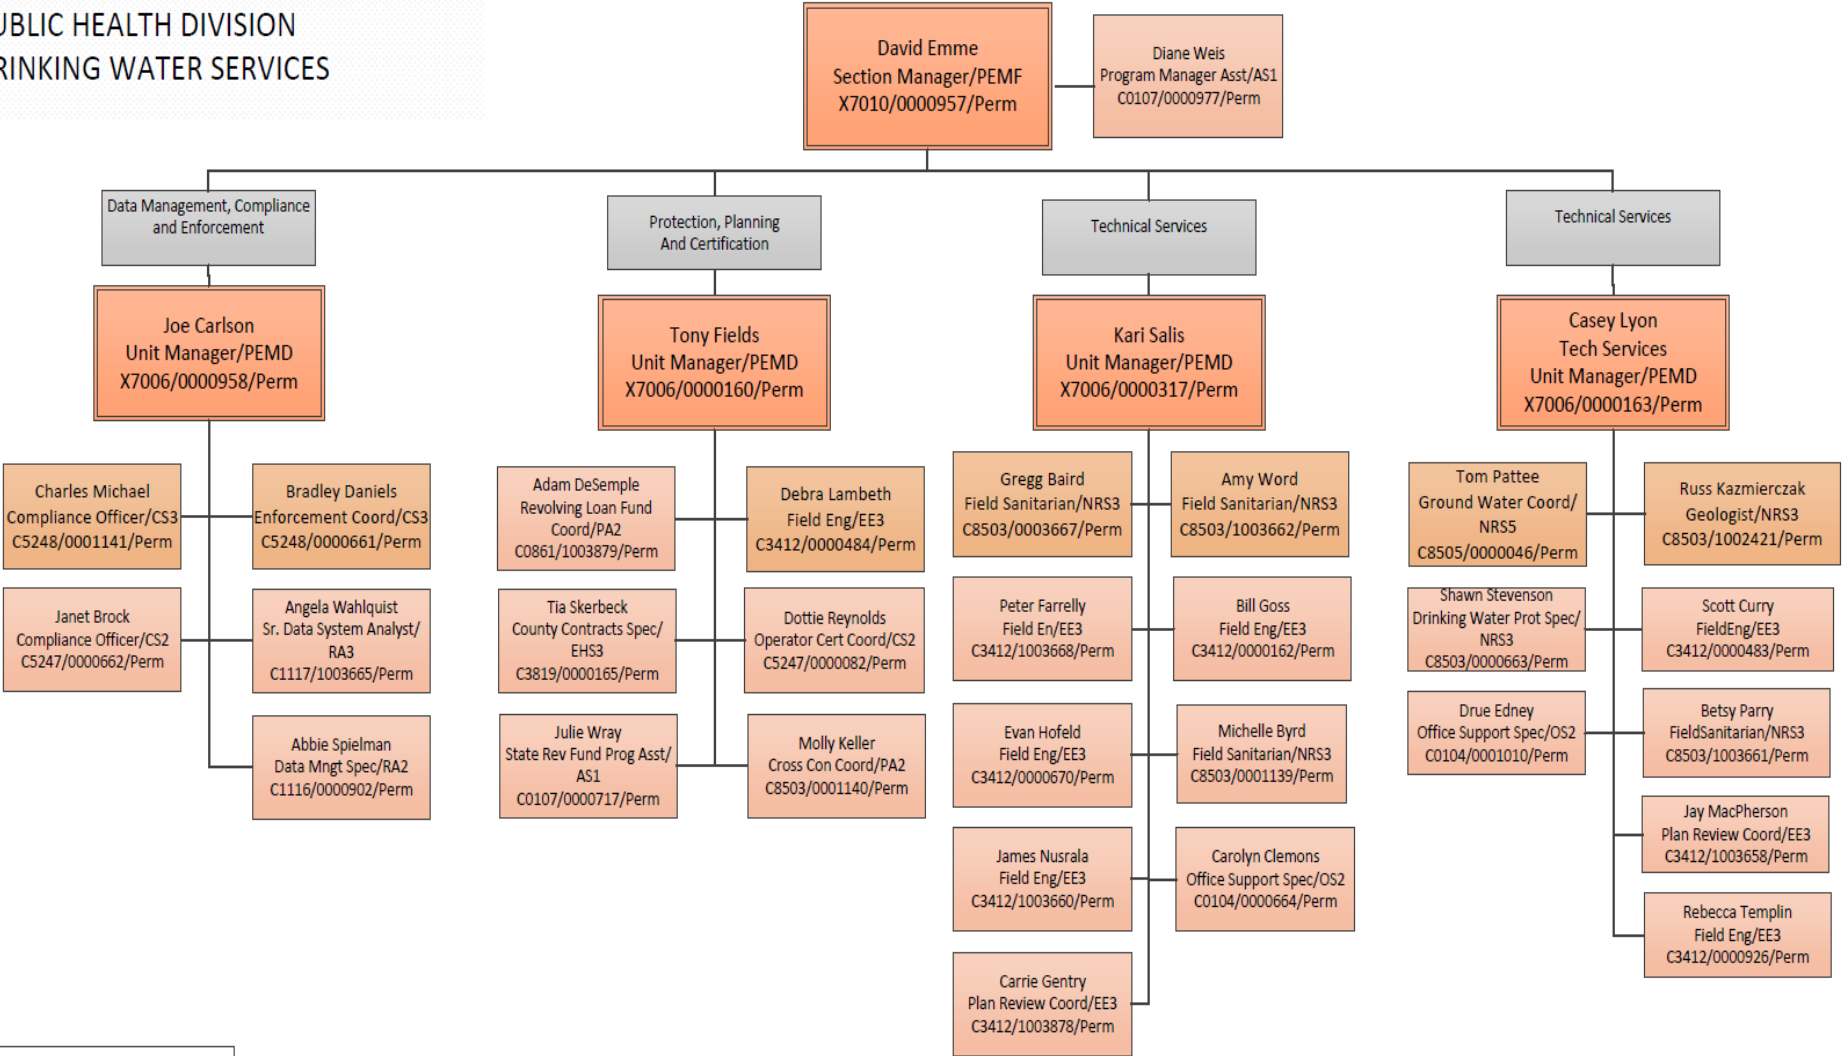 UBLIC HEALTH DIVISION
RINKING WATER SERVICES
David Emme
Section Manager/PEMF
X7010/0000957/Perm
Diane Weis
Program Manager Asst/AS1
C0107/0000977/Perm
Data Management, Compliance
and Enforcement
Protection, Planning
And Certification
Technical Services
Technical Services
Joe Carlson
Unit Manager/PEMD
X7006/0000958/Perm
Tony Fields
Unit Manager/PEMD
X7006/0000160/Perm
Kari Salis
Unit Manager/PEMD
X7006/0000317/Perm
Casey Lyon
Tech Services
Unit Manager/PEMD
X7006/0000163/Perm
Charles Michael
Compliance Officer/CS3
C5248/0001141/Perm
Bradley Daniels
Enforcement Coord/CS3
C5248/0000661/Perm
Janet Brock
Compliance Officer/CS2
C5247/0000662/Perm
Angela Wahlquist
Sr. Data System Analyst/
RA3
C1117/1003665/Perm
Abbie Spielman
Data Mngt Spec/RA2
C1116/0000902/Perm
Adam DeSemple
Revolving Loan Fund
Coord/PA2
C0861/1003879/Perm
Debra Lambeth
Field Eng/EE3
C3412/0000484/Perm
Tia Skerbeck
County Contracts Spec/
EHS3
C3819/0000165/Perm
Dottie Reynolds
Operator Cert Coord/CS2
C5247/0000082/Perm
Julie Wray
State Rev Fund Prog Asst/
AS1
C0107/0000717/Perm
Molly Keller
Cross Con Coord/PA2
C8503/0001140/Perm
Gregg Baird
Field Sanitarian/NRS3
C8503/0003667/Perm
Amy Word
Field Sanitarian/NRS3
C8503/1003662/Perm
Peter Farrelly
Field En/EE3
C3412/1003668/Perm
Bill Goss
Field Eng/EE3
C3412/0000162/Perm
Evan Hofeld
Field Eng/EE3
C3412/0000670/Perm
Michelle Byrd
Field Sanitarian/NRS3
C8503/0001139/Perm
James Nusrala
Field Eng/EE3
C3412/1003660/Perm
Carolyn Clemons
Office Support Spec/OS2
C0104/0000664/Perm
Carrie Gentry
Plan Review Coord/EE3
C3412/1003878/Perm
Tom Pattee
Ground Water Coord/
NRS5
C8505/0000046/Perm
Russ Kazmierczak
Geologist/NRS3
C8503/1002421/Perm
Shawn Stevenson
Drinking Water Prot Spec/
NRS3
C8503/0000663/Perm
Scott Curry
FieldEng/EE3
C3412/0000483/Perm
Drue Edney
Office Support Spec/OS2
C0104/0001010/Perm
Betsy Parry
FieldSanitarian/NRS3
C8503/1003661/Perm
Jay MacPherson
Plan Review Coord/EE3
C3412/1003658/Perm
Rebecca Templin
Field Eng/EE3
C3412/0000926/Perm